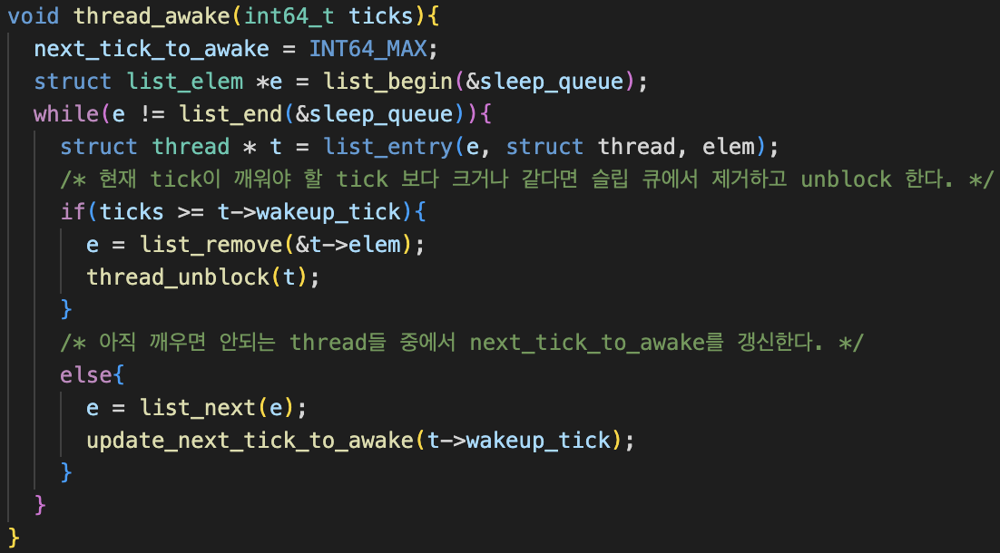 void thread_awake(int64_t ticks){
next_tick_to_awake = INT64_MAX;
struct list_elem *e = list_begin(&sleep_queue);
while(e != list_end(&sleep_queue)){
struct thread * t = list_entry(e, struct thread, elem);
/* 현재 tick이 깨워야 할 tick 보다 크거나 같다면 슬립 큐에서 제거하고 unblock 한다. */
if(ticks >= t->wakeup_tick){
e = list_remove(&t->elem);
thread_unblock(t);
}
/* 아직 깨우면 안되는 thread들 중에서 next_tick_to_awake를 갱신한다. */
else{
e = list_next(e);
update_next_tick_to_awake(t->wakeup_tick);
}
}
}